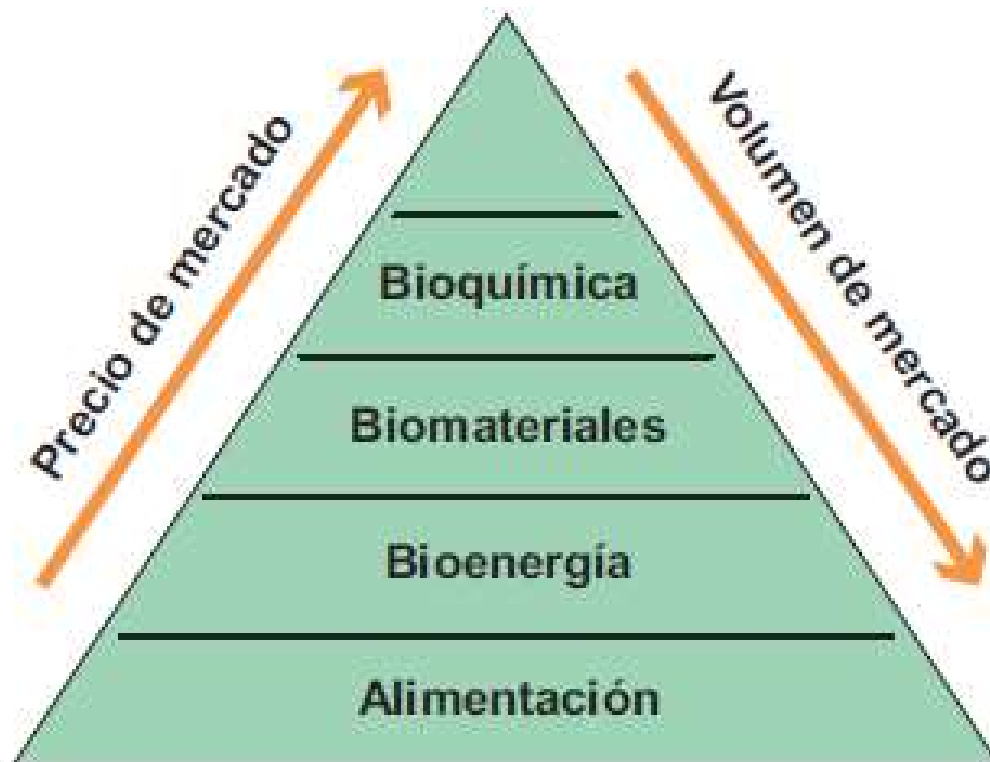 Precio de mercado
Volumen de mercado
Bioquímica
Biomateriales
Bioenergía
Alimentación